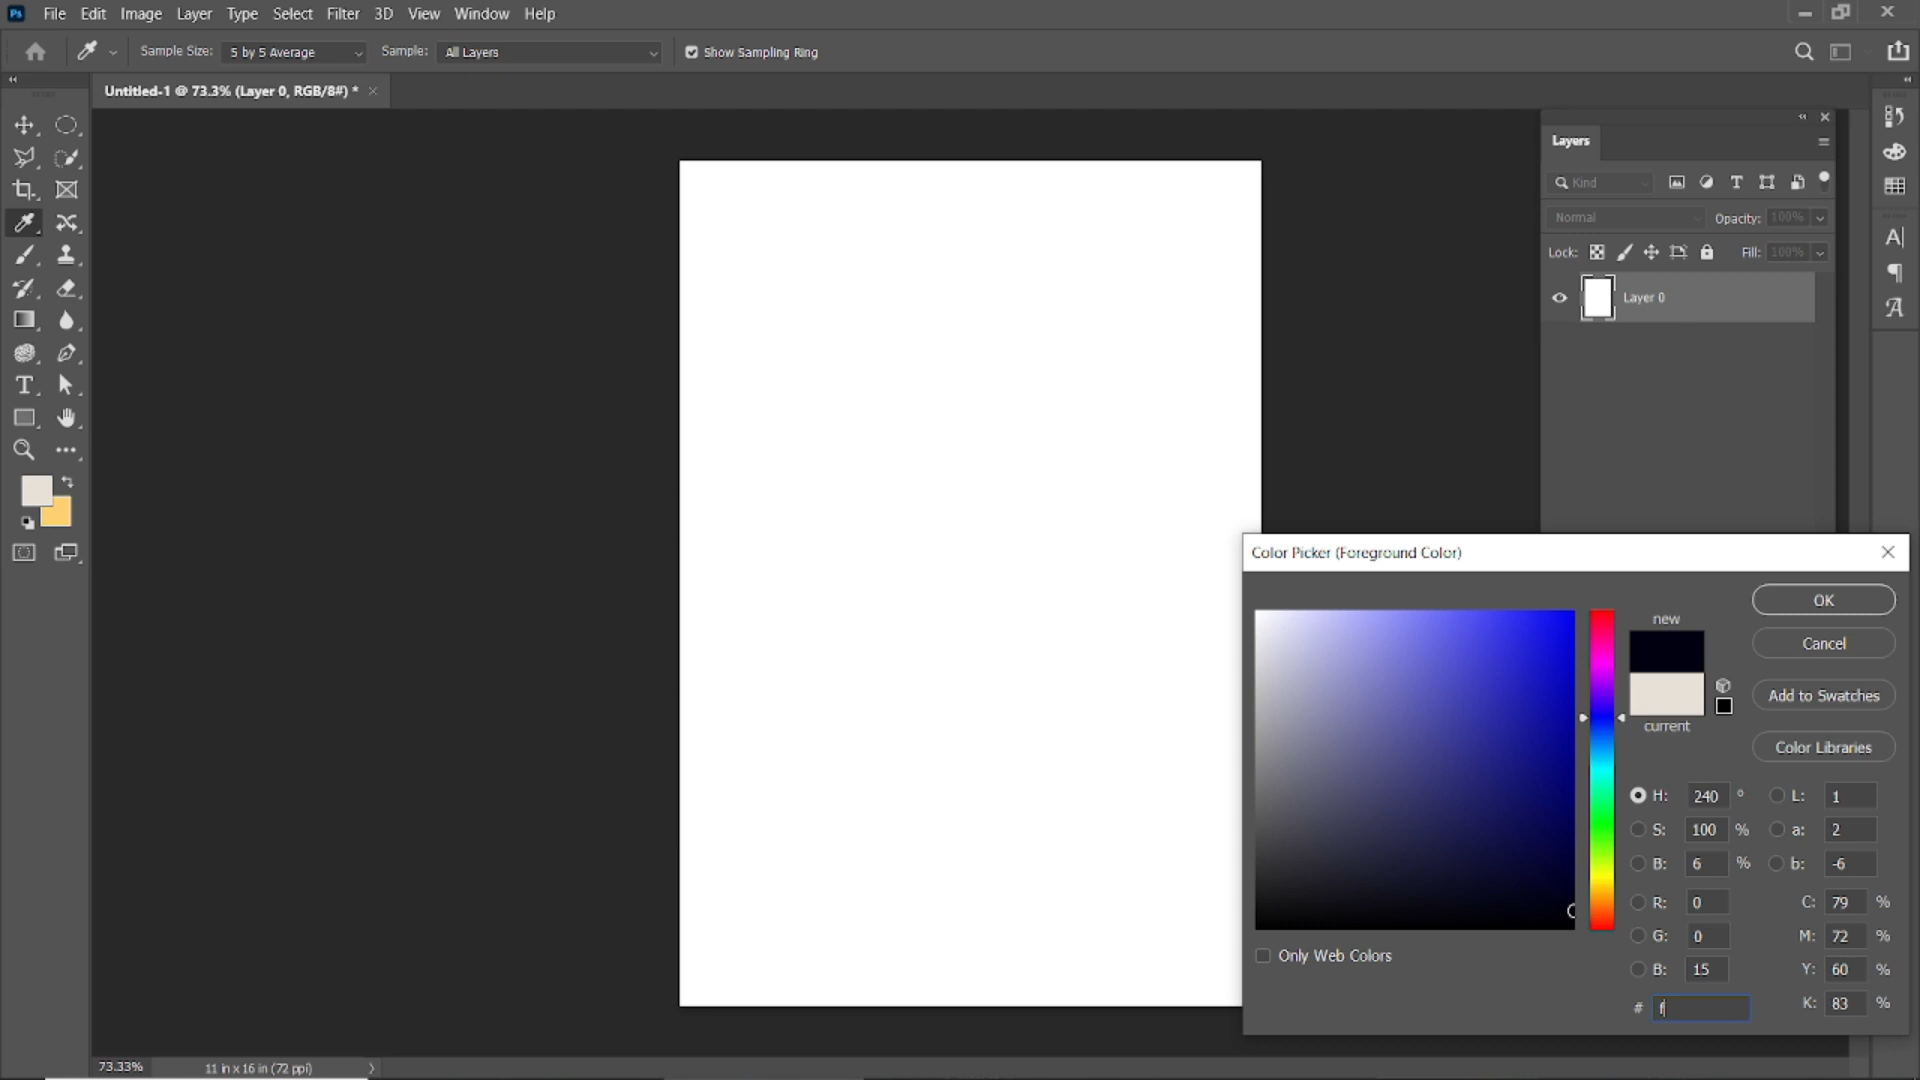 Ps File Edit Image Layer Type Select Filter 3D View Window Help
Sample Size: 5 by 5 Average Sample: All Layers Show Sampling Ring
Untitled-1 @ 73.3% (Layer 0, RGB/8#) *
Layers
Kind
Normal Opacity: 100%
Lock: Fill: 100%
Layer 0
Color Picker (Foreground Color)
OK
new
Cancel
Add to Swatches
current
Color Libraries
H: 240 ° L: 1
S: 100 % a: 2
B: 6 % b: -6
R: 0 C: 79 %
G: 0 M: 72 %
Only Web Colors
B: 15 Y: 60 %
# f K: 83 %
73.33% 11 in x 16 in (72 ppi)